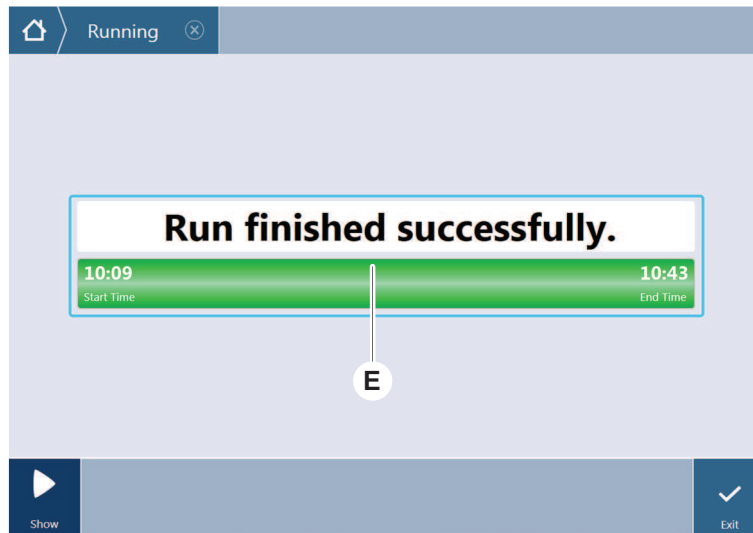 Running
Run finished successfully.
10:09 10:43
Start Time End Time
E
Show Exit